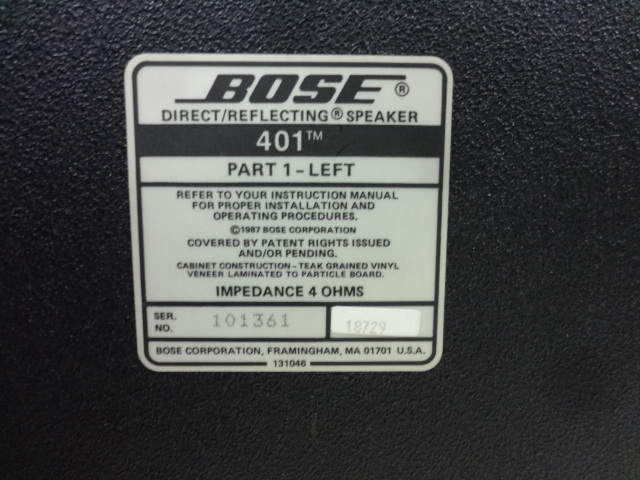 BOSE®
DIRECT/REFLECTING® SPEAKER
401™
PART 1 - LEFT
REFER TO YOUR INSTRUCTION MANUAL
FOR PROPER INSTALLATION AND
OPERATING PROCEDURES.
©1987 BOSE CORPORATION
COVERED BY PATENT RIGHTS ISSUED
AND/OR PENDING.
CABINET CONSTRUCTION - TEAK GRAINED VINYL
VENEER LAMINATED TO PARTICLE BOARD.
IMPEDANCE 4 OHMS
SER.
NO. 101361 18729
BOSE CORPORATION, FRAMINGHAM, MA 01701 U.S.A.
131046